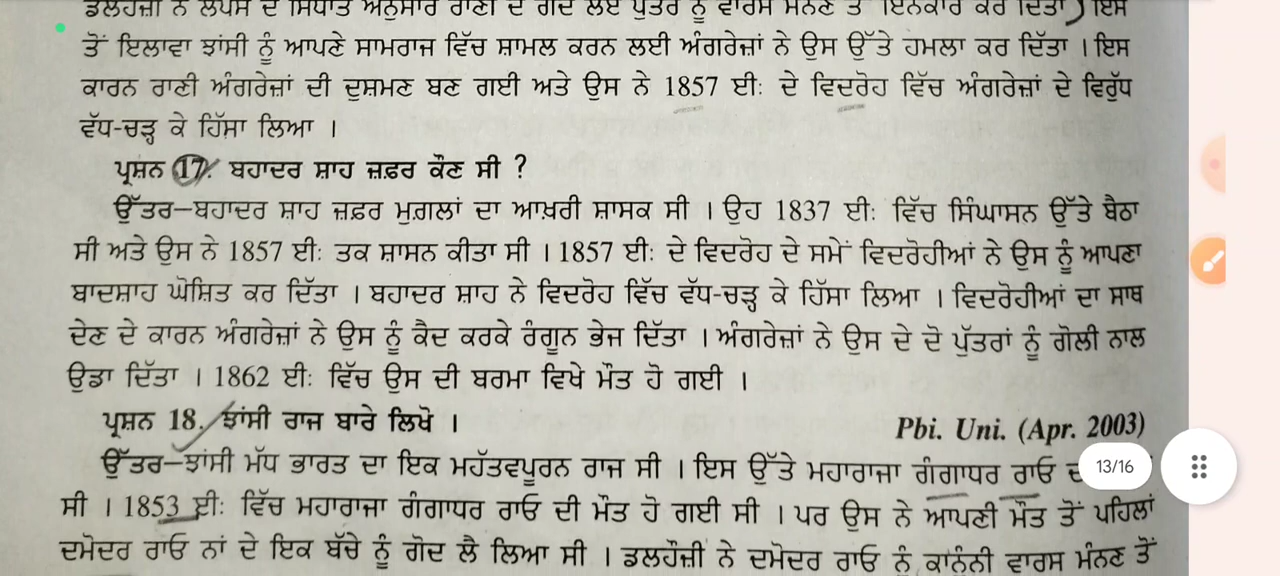 ਡਲਹੌਜ਼ੀ ਨੇ ਲੈਪਸ ਦੇ ਸਿਧਾਂਤ ਅਨੁਸਾਰ ਰਾਣੀ ਦੇ ਗੋਦ ਲਏ ਪੁੱਤਰ ਨੂੰ ਵਾਰਸ ਮੰਨਣ ਤੋਂ ਇਨਕਾਰ ਕਰ ਦਿੱਤਾ । ਇਸ
ਤੋਂ ਇਲਾਵਾ ਝਾਂਸੀ ਨੂੰ ਆਪਣੇ ਸਾਮਰਾਜ ਵਿੱਚ ਸ਼ਾਮਲ ਕਰਨ ਲਈ ਅੰਗਰੇਜ਼ਾਂ ਨੇ ਉਸ ਉੱਤੇ ਹਮਲਾ ਕਰ ਦਿੱਤਾ । ਇਸ
ਕਾਰਨ ਰਾਣੀ ਅੰਗਰੇਜ਼ਾਂ ਦੀ ਦੁਸ਼ਮਣ ਬਣ ਗਈ ਅਤੇ ਉਸ ਨੇ 1857 ਈ: ਦੇ ਵਿਦਰੋਹ ਵਿੱਚ ਅੰਗਰੇਜ਼ਾਂ ਦੇ ਵਿਰੁੱਧ
ਵੱਧ-ਚੜ੍ਹ ਕੇ ਹਿੱਸਾ ਲਿਆ ।
ਪ੍ਰਸ਼ਨ 17. ਬਹਾਦਰ ਸ਼ਾਹ ਜ਼ਫ਼ਰ ਕੌਣ ਸੀ ?
ਉੱਤਰ–ਬਹਾਦਰ ਸ਼ਾਹ ਜ਼ਫ਼ਰ ਮੁਗ਼ਲਾਂ ਦਾ ਆਖ਼ਰੀ ਸ਼ਾਸਕ ਸੀ । ਉਹ 1837 ਈ: ਵਿੱਚ ਸਿੰਘਾਸਨ ਉੱਤੇ ਬੈਠਾ
ਸੀ ਅਤੇ ਉਸ ਨੇ 1857 ਈ: ਤਕ ਸ਼ਾਸਨ ਕੀਤਾ ਸੀ । 1857 ਈ: ਦੇ ਵਿਦਰੋਹ ਦੇ ਸਮੇਂ ਵਿਦਰੋਹੀਆਂ ਨੇ ਉਸ ਨੂੰ ਆਪਣਾ
ਬਾਦਸ਼ਾਹ ਘੋਸ਼ਿਤ ਕਰ ਦਿੱਤਾ । ਬਹਾਦਰ ਸ਼ਾਹ ਨੇ ਵਿਦਰੋਹ ਵਿੱਚ ਵੱਧ-ਚੜ੍ਹ ਕੇ ਹਿੱਸਾ ਲਿਆ । ਵਿਦਰੋਹੀਆਂ ਦਾ ਸਾਥ
ਦੇਣ ਦੇ ਕਾਰਨ ਅੰਗਰੇਜ਼ਾਂ ਨੇ ਉਸ ਨੂੰ ਕੈਦ ਕਰਕੇ ਰੰਗੂਨ ਭੇਜ ਦਿੱਤਾ । ਅੰਗਰੇਜ਼ਾਂ ਨੇ ਉਸ ਦੇ ਦੋ ਪੁੱਤਰਾਂ ਨੂੰ ਗੋਲੀ ਨਾਲ
ਉਡਾ ਦਿੱਤਾ । 1862 ਈ: ਵਿੱਚ ਉਸ ਦੀ ਬਰਮਾ ਵਿਖੇ ਮੌਤ ਹੋ ਗਈ ।
ਪ੍ਰਸ਼ਨ 18. ਝਾਂਸੀ ਰਾਜ ਬਾਰੇ ਲਿਖੋ । Pbi. Uni. (Apr. 2003)
ਉੱਤਰ–ਝਾਂਸੀ ਮੱਧ ਭਾਰਤ ਦਾ ਇਕ ਮਹੱਤਵਪੂਰਨ ਰਾਜ ਸੀ । ਇਸ ਉੱਤੇ ਮਹਾਰਾਜਾ ਗੰਗਾਧਰ ਰਾਓ
13/16
ਸੀ । 1853 ਈ: ਵਿੱਚ ਮਹਾਰਾਜਾ ਗੰਗਾਧਰ ਰਾਓ ਦੀ ਮੌਤ ਹੋ ਗਈ ਸੀ । ਪਰ ਉਸ ਨੇ ਆਪਣੀ ਮੌਤ ਤੋਂ ਪਹਿਲਾਂ
ਦਮੋਦਰ ਰਾਓ ਨਾਂ ਦੇ ਇਕ ਬੱਚੇ ਨੂੰ ਗੋਦ ਲੈ ਲਿਆ ਸੀ । ਡਲਹੌਜ਼ੀ ਨੇ ਦਮੋਦਰ ਰਾਓ ਨੂੰ ਕਾਨੂੰਨੀ ਵਾਰਸ ਮੰਨਣ ਤੋਂ